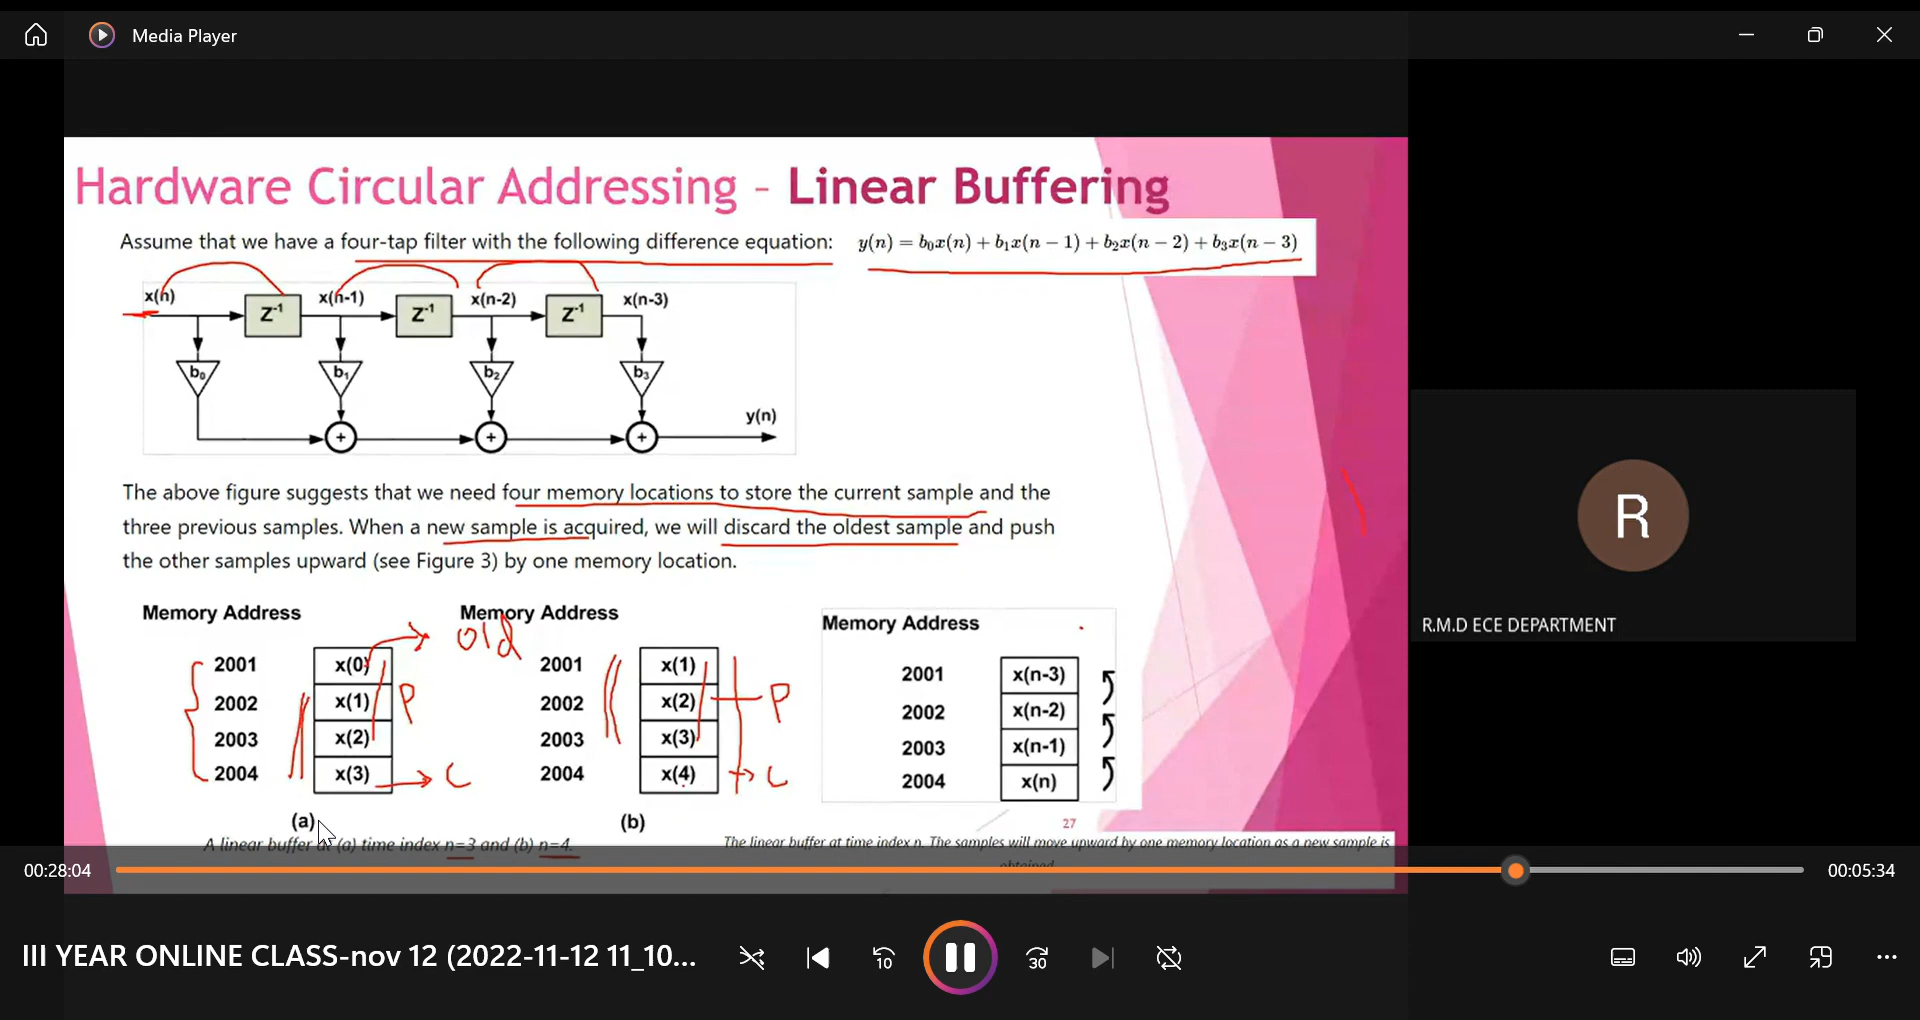 Media Player
Hardware Circular Addressing - Linear Buffering
Assume that we have a four-tap filter with the following difference equation: y(n) = b₀x(n) + b₁x(n − 1) + b₂x(n − 2) + b₃x(n − 3)
x(n) x(n-1) x(n-2) x(n-3)
Z⁻¹ Z⁻¹ Z⁻¹
b₀ b₁ b₂ b₃
y(n)
+ + +
The above figure suggests that we need four memory locations to store the current sample and the
three previous samples. When a new sample is acquired, we will discard the oldest sample and push
the other samples upward (see Figure 3) by one memory location.
R
R.M.D ECE DEPARTMENT
Memory Address
old
2001 x(0)
2002 x(1) P
2003 x(2)
2004 x(3) C
(a)
Memory Address
2001 x(1)
2002 x(2) P
2003 x(3)
2004 x(4) C
(b)
Memory Address
2001 x(n-3)
2002 x(n-2)
2003 x(n-1)
2004 x(n)
27
A linear buffer at (a) time index n=3 and (b) n=4.
The linear buffer at time index n. The samples will move upward by one memory location as a new sample is
obtained
00:28:04
00:05:34
III YEAR ONLINE CLASS-nov 12 (2022-11-12 11_10...
10
30